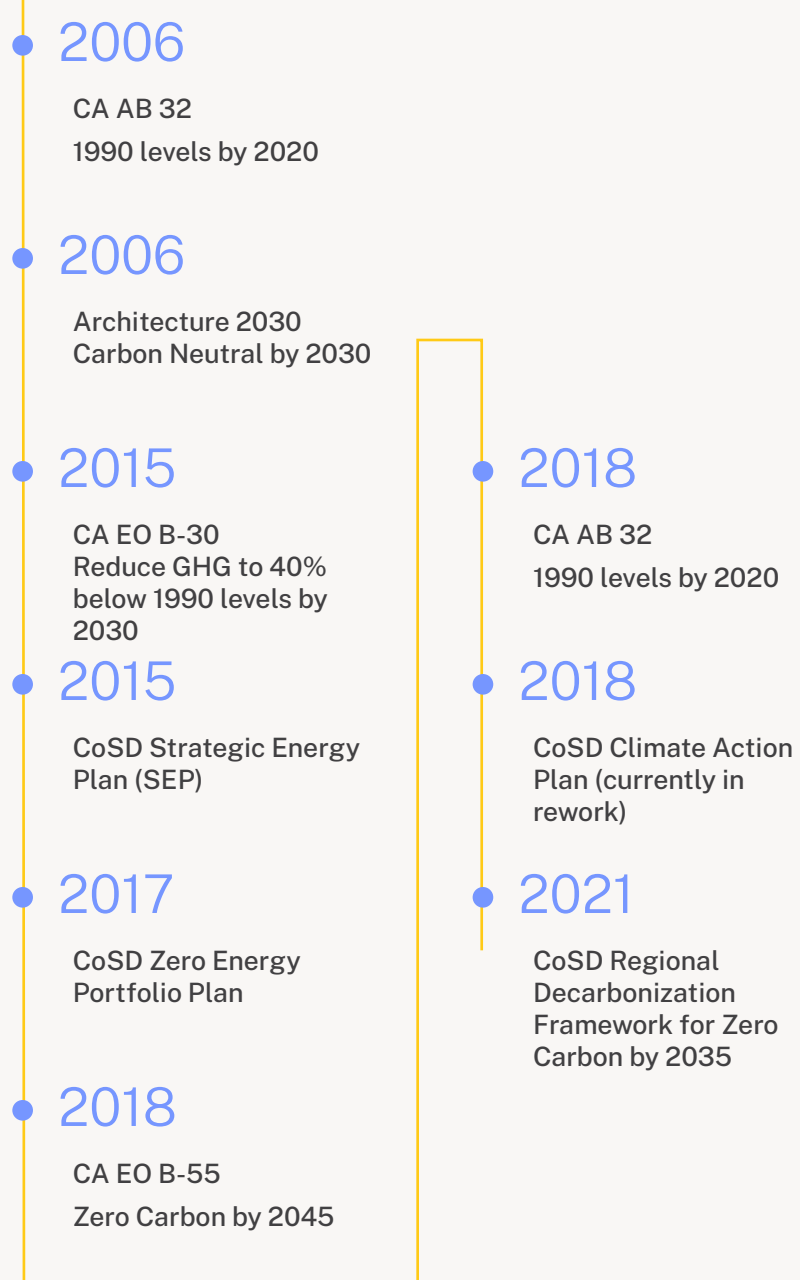 2006
CA AB 32
1990 levels by 2020
2006
Architecture 2030
Carbon Neutral by 2030
2015
CA EO B-30
Reduce GHG to 40%
below 1990 levels by
2030
2015
CoSD Strategic Energy
Plan (SEP)
2017
CoSD Zero Energy
Portfolio Plan
2018
CA EO B-55
Zero Carbon by 2045
2018
CA AB 32
1990 levels by 2020
2018
CoSD Climate Action
Plan (currently in
rework)
2021
CoSD Regional
Decarbonization
Framework for Zero
Carbon by 2035